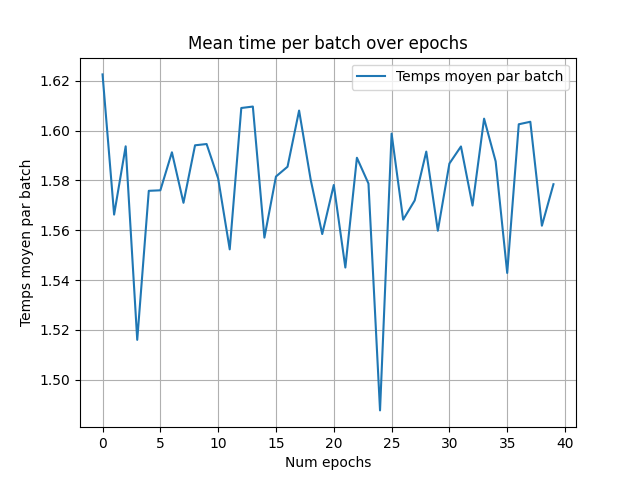 Mean time per batch over epochs
Temps moyen par batch
1.62
1.60
1.58
1.56
1.54
1.52
1.50
Temps moyen par batch
0 5 10 15 20 25 30 35 40
Num epochs